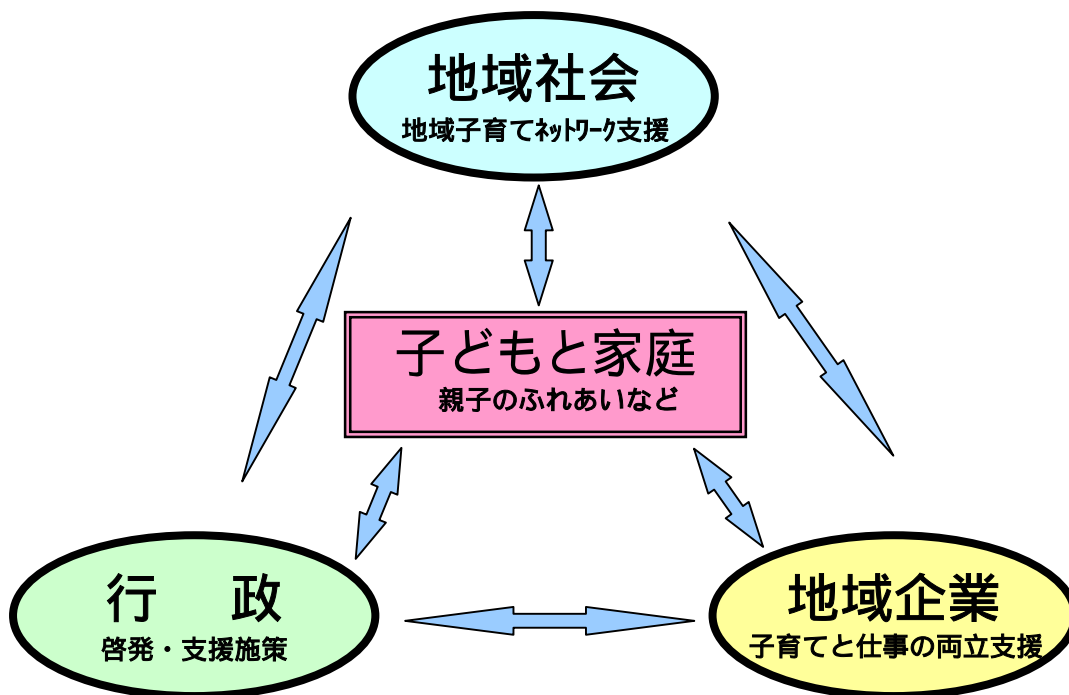 地域社会
地域子育てﾈｯﾄﾜｰｸ支援
子どもと家庭
親子のふれあいなど
行　政
啓発・支援施策
地域企業
子育てと仕事の両立支援